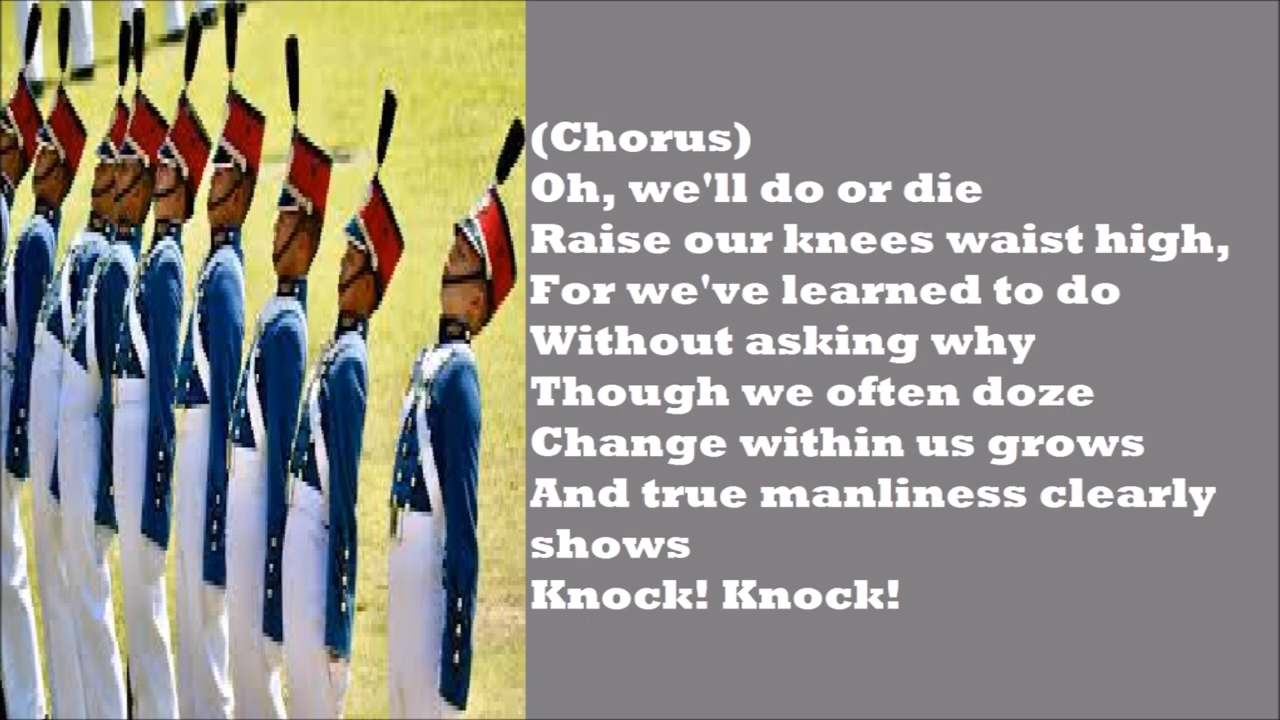 (Chorus)
Oh, we'll do or die
Raise our knees waist high,
For we've learned to do
Without asking why
Though we often doze
Change within us grows
And true manliness clearly
shows
Knock! Knock!